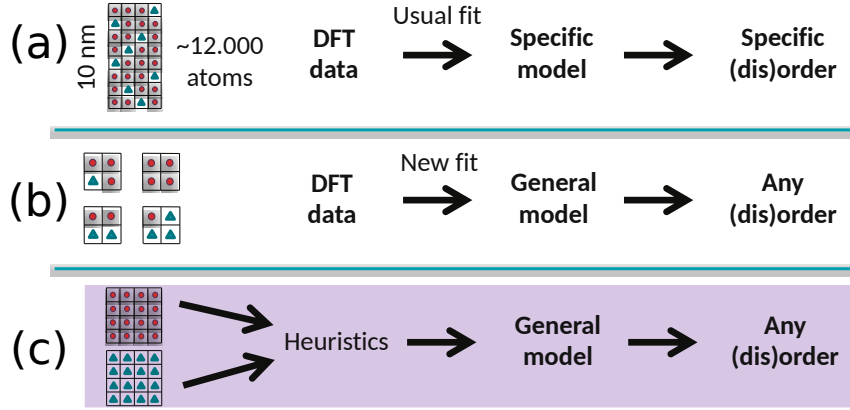 (a)
10 nm
~12.000
atoms
DFT
data
Usual fit
Specific
model
Specific
(dis)order
(b)
DFT
data
New fit
General
model
Any
(dis)order
(c)
Heuristics
General
model
Any
(dis)order